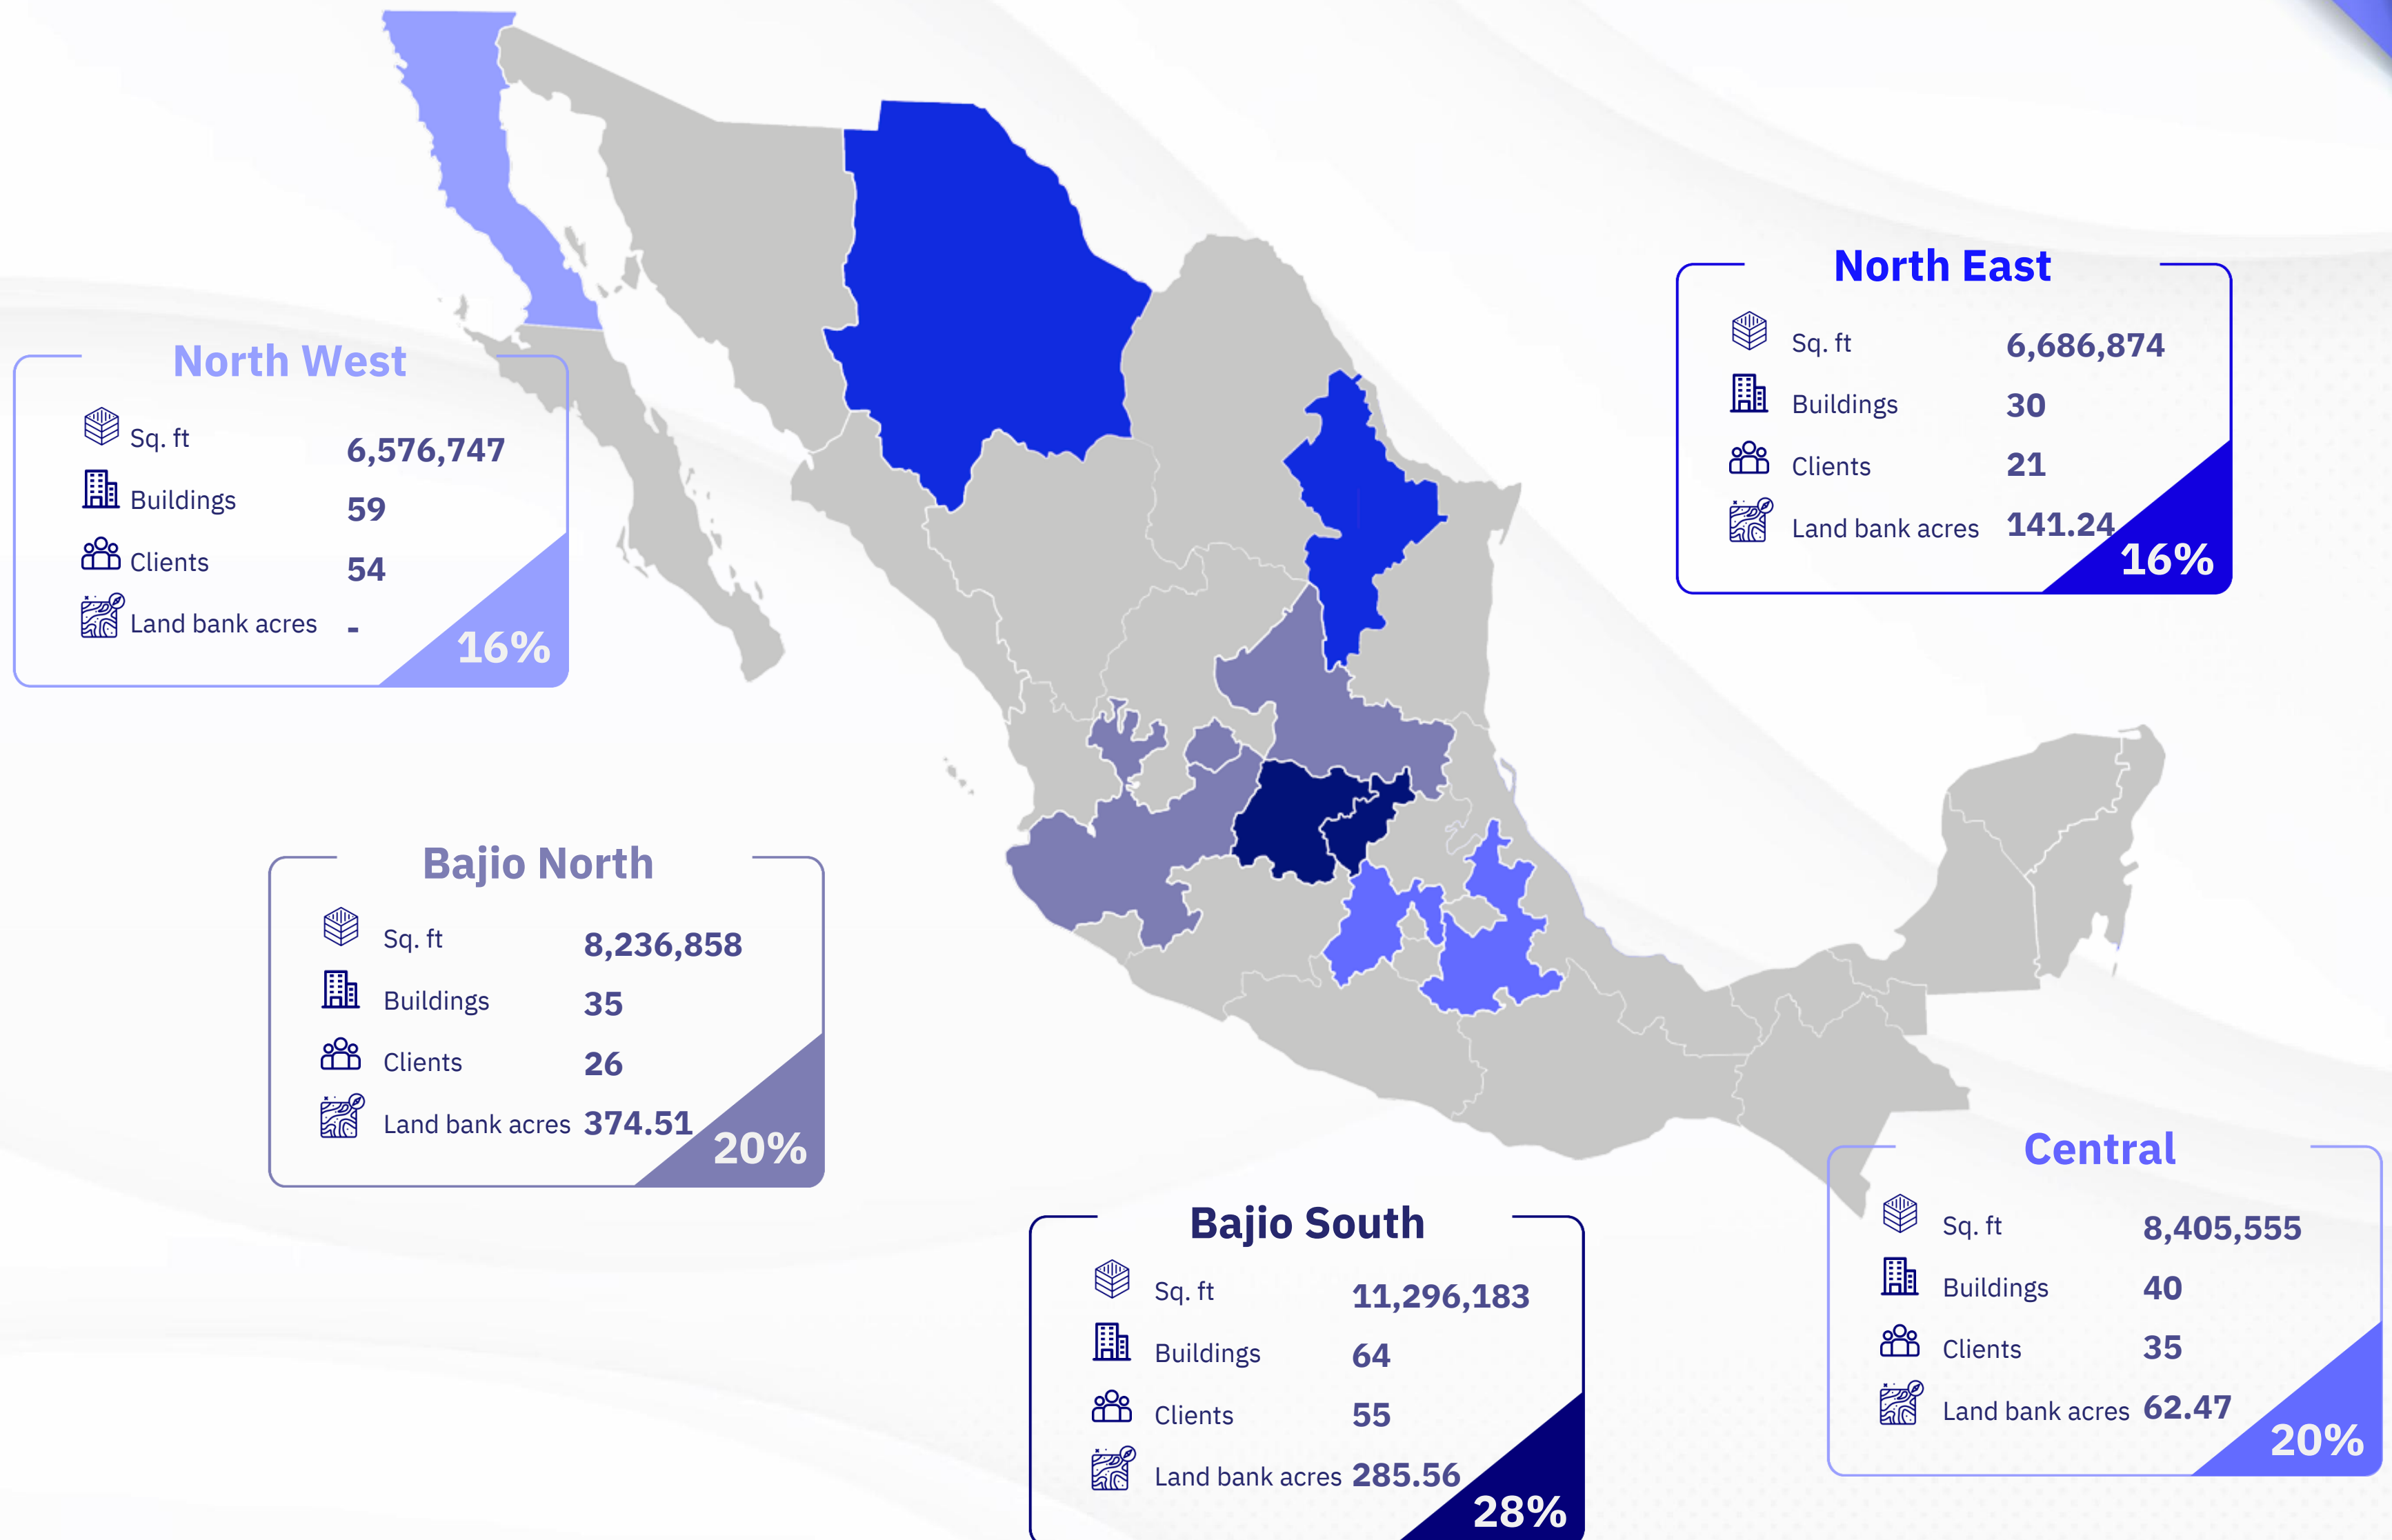 North East
Sq. ft 6,686,874
Buildings 30
Clients 21
Land bank acres 141.24
16%
North West
Sq. ft 6,576,747
Buildings 59
Clients 54
Land bank acres -
16%
Bajio North
Sq. ft 8,236,858
Buildings 35
Clients 26
Land bank acres 374.51
20%
Bajio South
Sq. ft 11,296,183
Buildings 64
Clients 55
Land bank acres 285.56
28%
Central
Sq. ft 8,405,555
Buildings 40
Clients 35
Land bank acres 62.47
20%